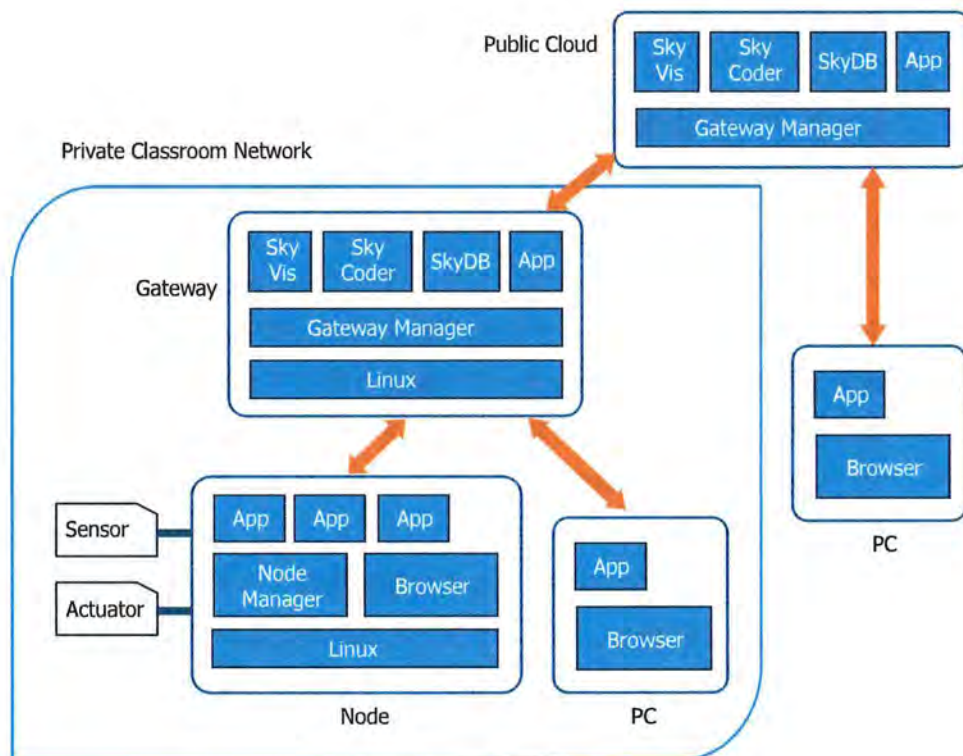 Public Cloud
Sky
Vis
Sky
Coder
SkyDB
App
Gateway Manager
Private Classroom Network
Gateway
Sky
Vis
Sky
Coder
SkyDB
App
Gateway Manager
Linux
App
Browser
PC
Sensor
Actuator
App
App
App
Node
Manager
Browser
Linux
Node
App
Browser
PC